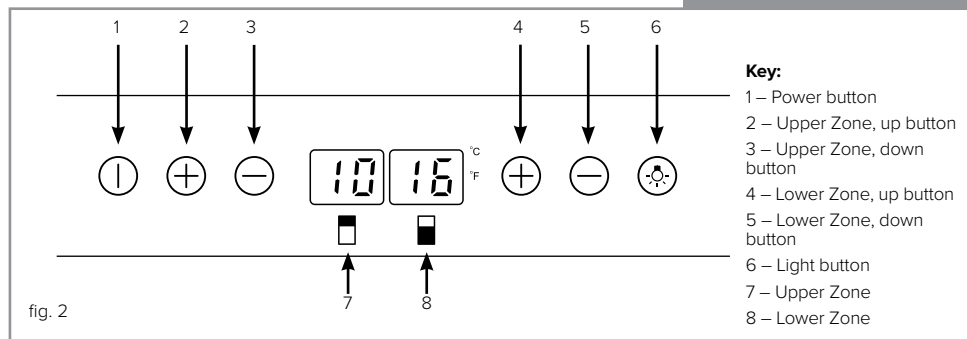 1 2 3 4 5 6
10 16 °C
°F
7 8
fig. 2
Key:
1 – Power button
2 – Upper Zone, up button
3 – Upper Zone, down
button
4 – Lower Zone, up button
5 – Lower Zone, down
button
6 – Light button
7 – Upper Zone
8 – Lower Zone